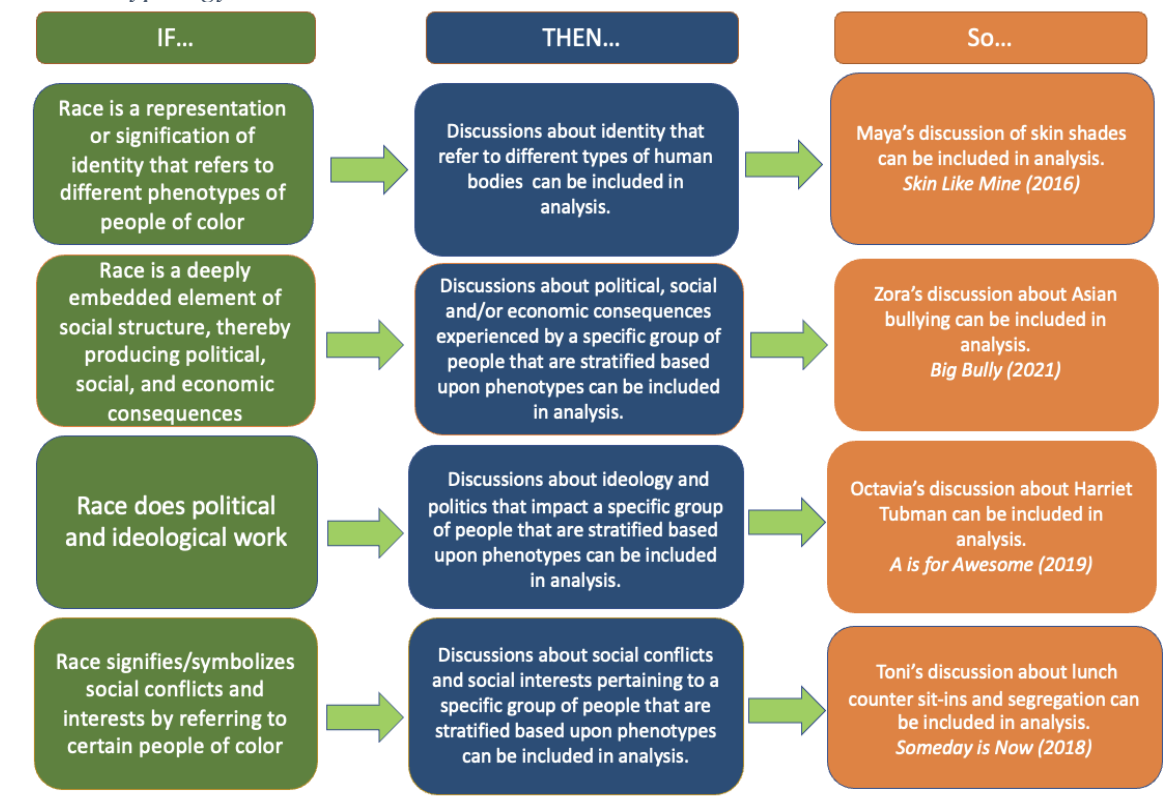 IF...
THEN...
So...
Race is a representation
or signification of
identity that refers to
different phenotypes of
people of color
Discussions about identity that
refer to different types of human
bodies can be included in
analysis.
Maya's discussion of skin shades
can be included in analysis.
Skin Like Mine (2016)
Race is a deeply
embedded element of
social structure, thereby
producing political,
social, and economic
consequences
Discussions about political, social
and/or economic consequences
experienced by a specific group of
people that are stratified based
upon phenotypes can be included
in analysis.
Zora's discussion about Asian
bullying can be included in
analysis.
Big Bully (2021)
Race does political
and ideological work
Discussions about ideology and
politics that impact a specific group
of people that are stratified based
upon phenotypes can be included
in analysis.
Octavia's discussion about Harriet
Tubman can be included in
analysis.
A is for Awesome (2019)
Race signifies/symbolizes
social conflicts and
interests by referring to
certain people of color
Discussions about social conflicts
and social interests pertaining to a
specific group of people that are
stratified based upon phenotypes
can be included in analysis.
Toni's discussion about lunch
counter sit-ins and segregation can
be included in analysis.
Someday is Now (2018)